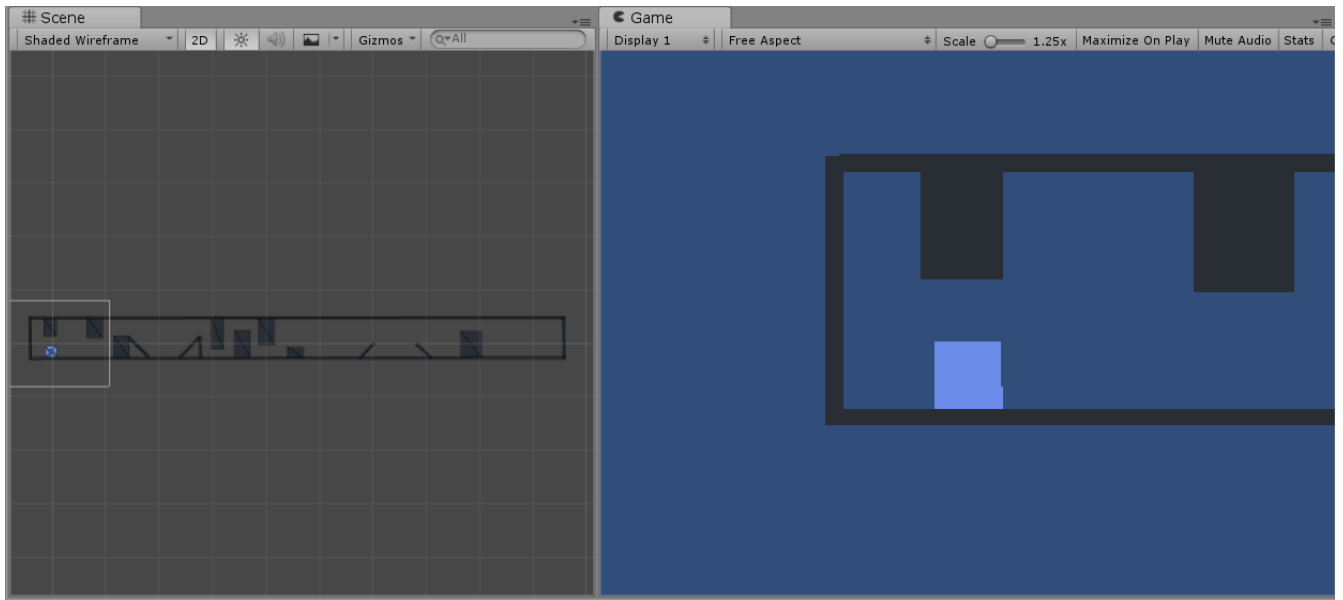 Scene
Game
Shaded Wireframe 2D Gizmos All
Display 1 Free Aspect Scale 1.25x Maximize On Play Mute Audio Stats